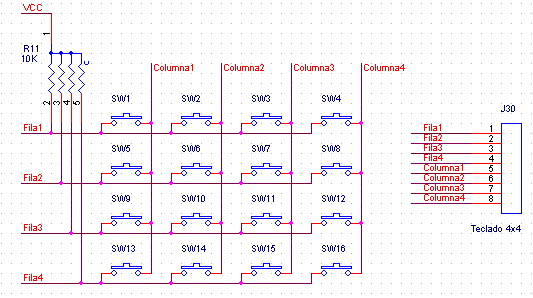 VCC
1
R11
10K
c
2 3 4 5
Columna1 Columna2 Columna3 Columna4
SW1 SW2 SW3 SW4
Fila1
SW5 SW6 SW7 SW8
Fila2
SW9 SW10 SW11 SW12
Fila3
SW13 SW14 SW15 SW16
Fila4
J30
Fila1 1
Fila2 2
Fila3 3
Fila4 4
Columna1 5
Columna2 6
Columna3 7
Columna4 8
Teclado 4x4